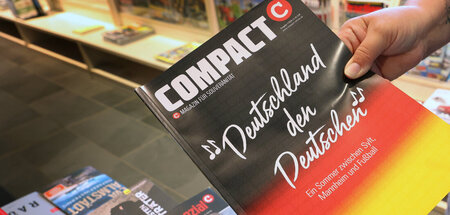 COMPACT
MAGAZIN FÜR SOUVERÄNITÄT
Deutschland
den
Deutschen
Ein Sommer zwischen Sylt,
Mannheim und Fußball